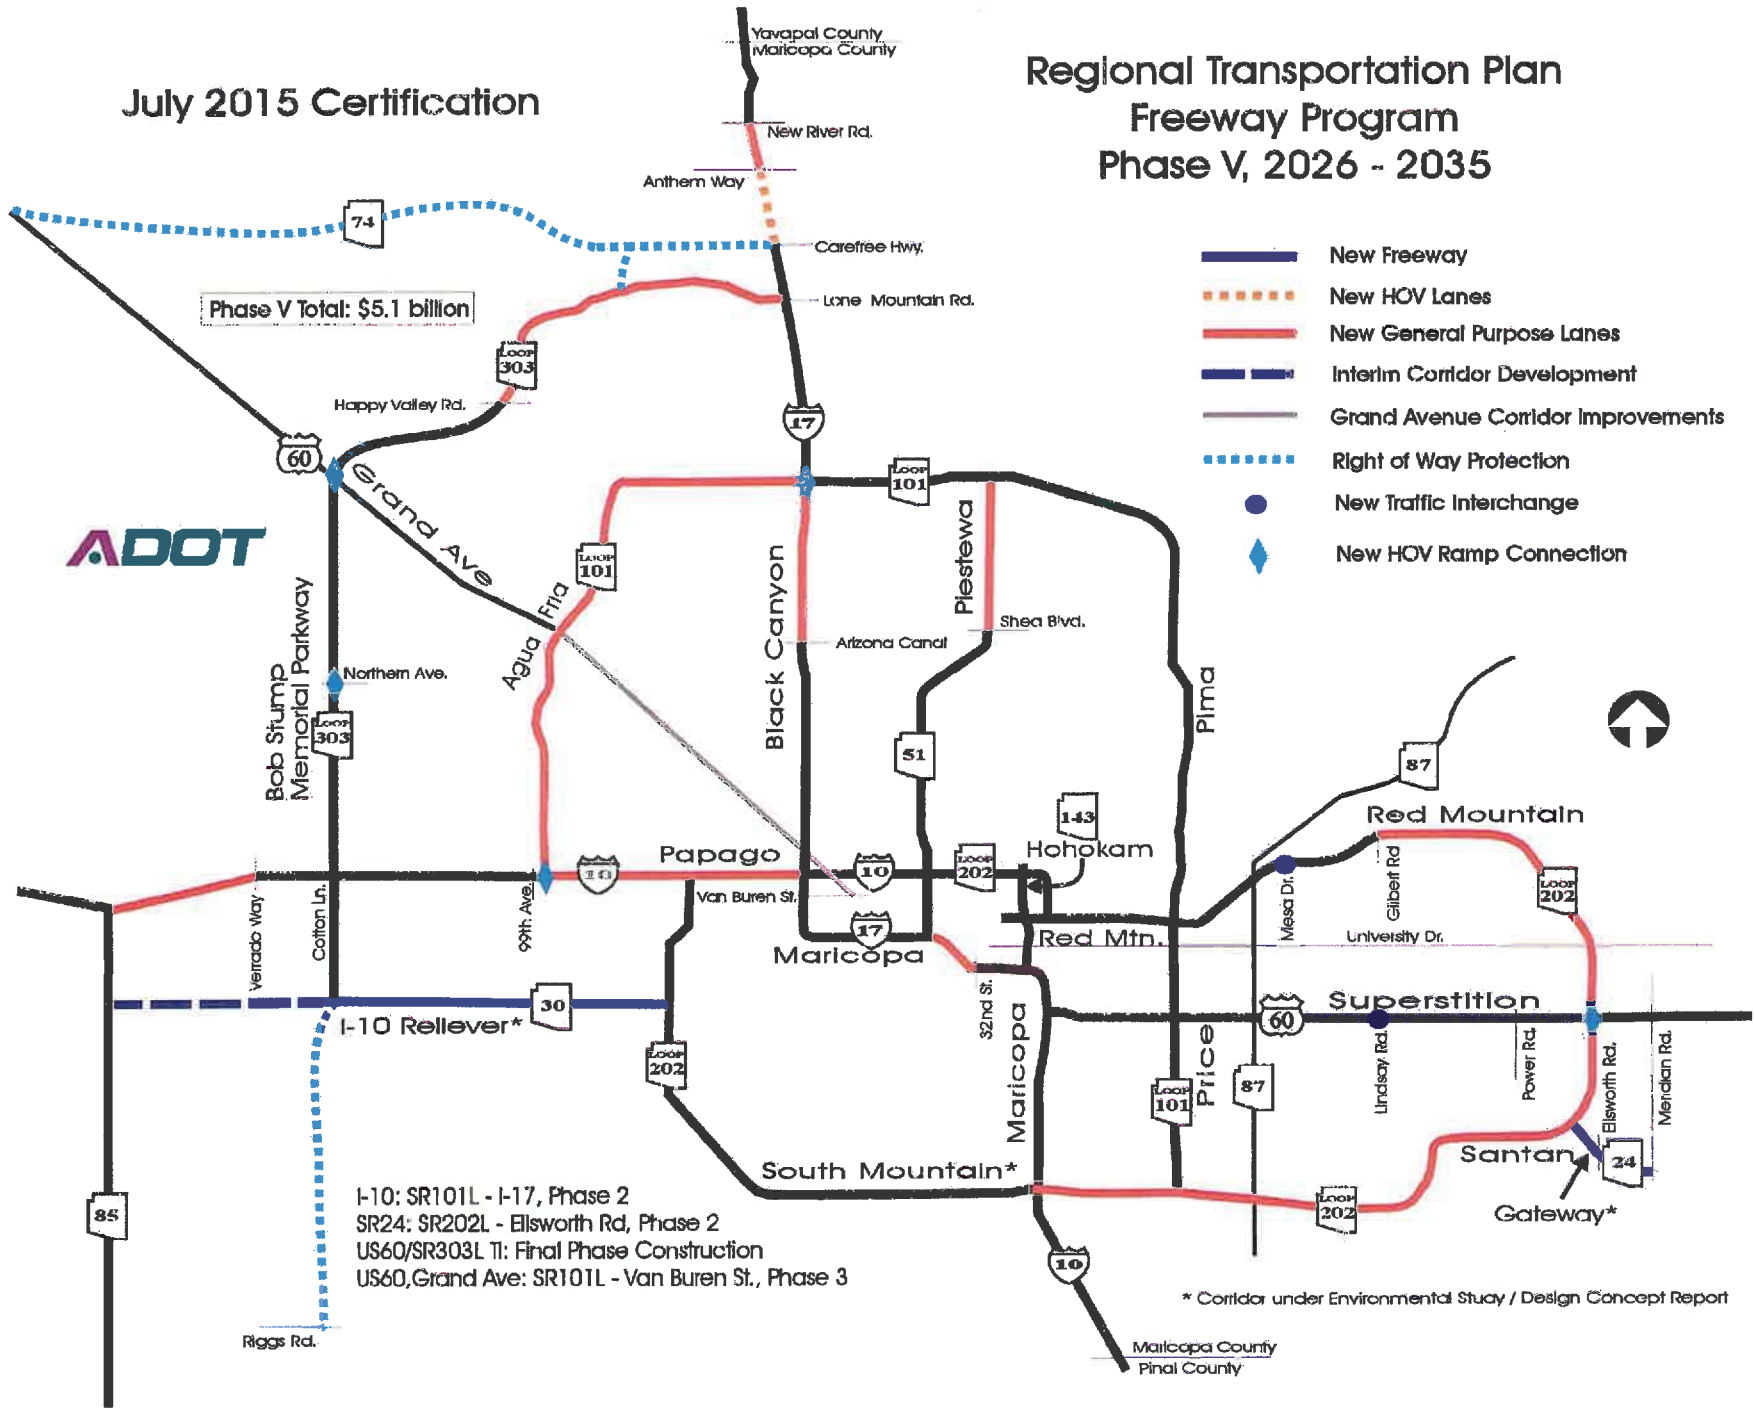 Yavapai County
Maricopa County
July 2015 Certification
Regional Transportation Plan
Freeway Program
Phase V, 2026 - 2035
New River Rd.
Anthem Way
74
Carefree Hwy.
Lone Mountain Rd.
Phase V Total: $5.1 billion
New Freeway
New HOV Lanes
New General Purpose Lanes
Interim Corridor Development
Grand Avenue Corridor Improvements
Right of Way Protection
New Traffic Interchange
New HOV Ramp Connection
LOOP
303
Happy Valley Rd.
17
60
Grand Ave
LOOP
101
ADOT
LOOP
101
Agua Fria
Black Canyon
Piestewa
Shea Blvd.
Arizona Canal
Bob Stump
Memorial Parkway
Northern Ave.
LOOP
303
Pima
51
87
143
Hohokam
Red Mountain
Papago
10
10
LOOP
202
Van Buren St.
Verrado Way
Cotton Ln.
99th Ave.
17
Maricopa
Red Mtn.
Mesa Dr.
Gilbert Rd
LOOP
202
University Dr.
32nd St.
30
I-10 Reliever*
Superstition
60
LOOP
202
Maricopa
Price
LOOP
101
87
Lindsay Rd.
Power Rd.
Ellsworth Rd.
Meridian Rd.
Santan
24
Gateway*
South Mountain*
LOOP
202
85
I-10: SR101L - I-17, Phase 2
SR24: SR202L - Ellsworth Rd, Phase 2
US60/SR303L TI: Final Phase Construction
US60,Grand Ave: SR101L - Van Buren St., Phase 3
10
* Corridor under Environmental Study / Design Concept Report
Riggs Rd.
Maricopa County
Pinal County